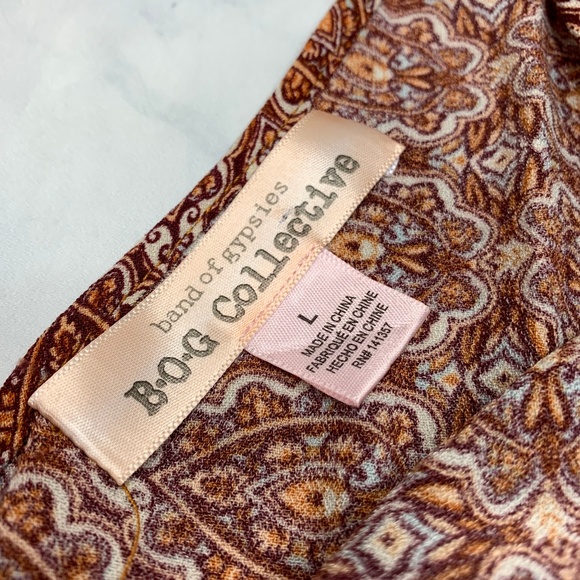 band of gypsies
B•O•G Collective
L
MADE IN CHINA
FABRIQUE EN CHINE
HECHO EN CHINE
RN# 141357